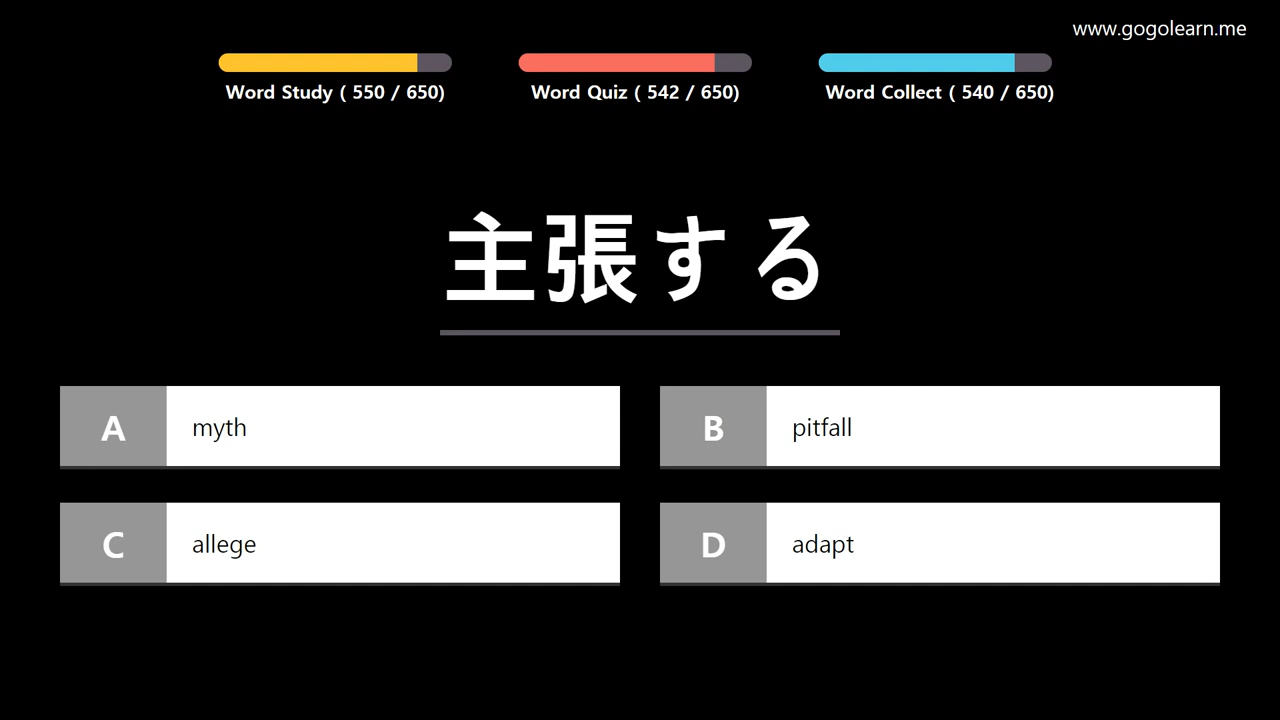 www.gogolearn.me
Word Study ( 550 / 650)
Word Quiz ( 542 / 650)
Word Collect ( 540 / 650)
主張する
A myth
B pitfall
C allege
D adapt